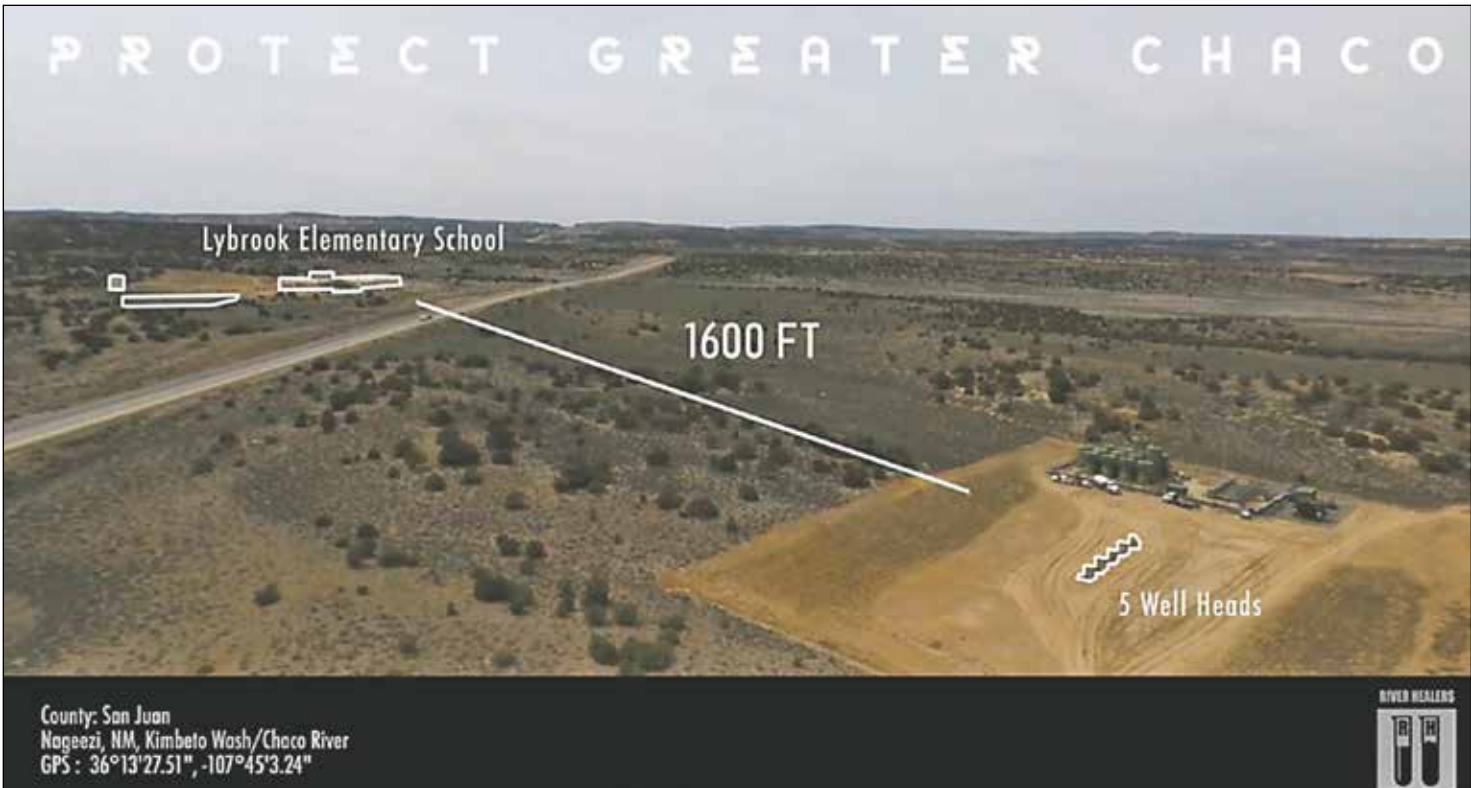 PROTECT GREATER CHACO
Lybrook Elementary School
1600 FT
5 Well Heads
County: San Juan
Nageezi, NM, Kimbeto Wash/Chaco River
GPS : 36°13'27.51", -107°45'3.24"
RIVER HEALERS
R H